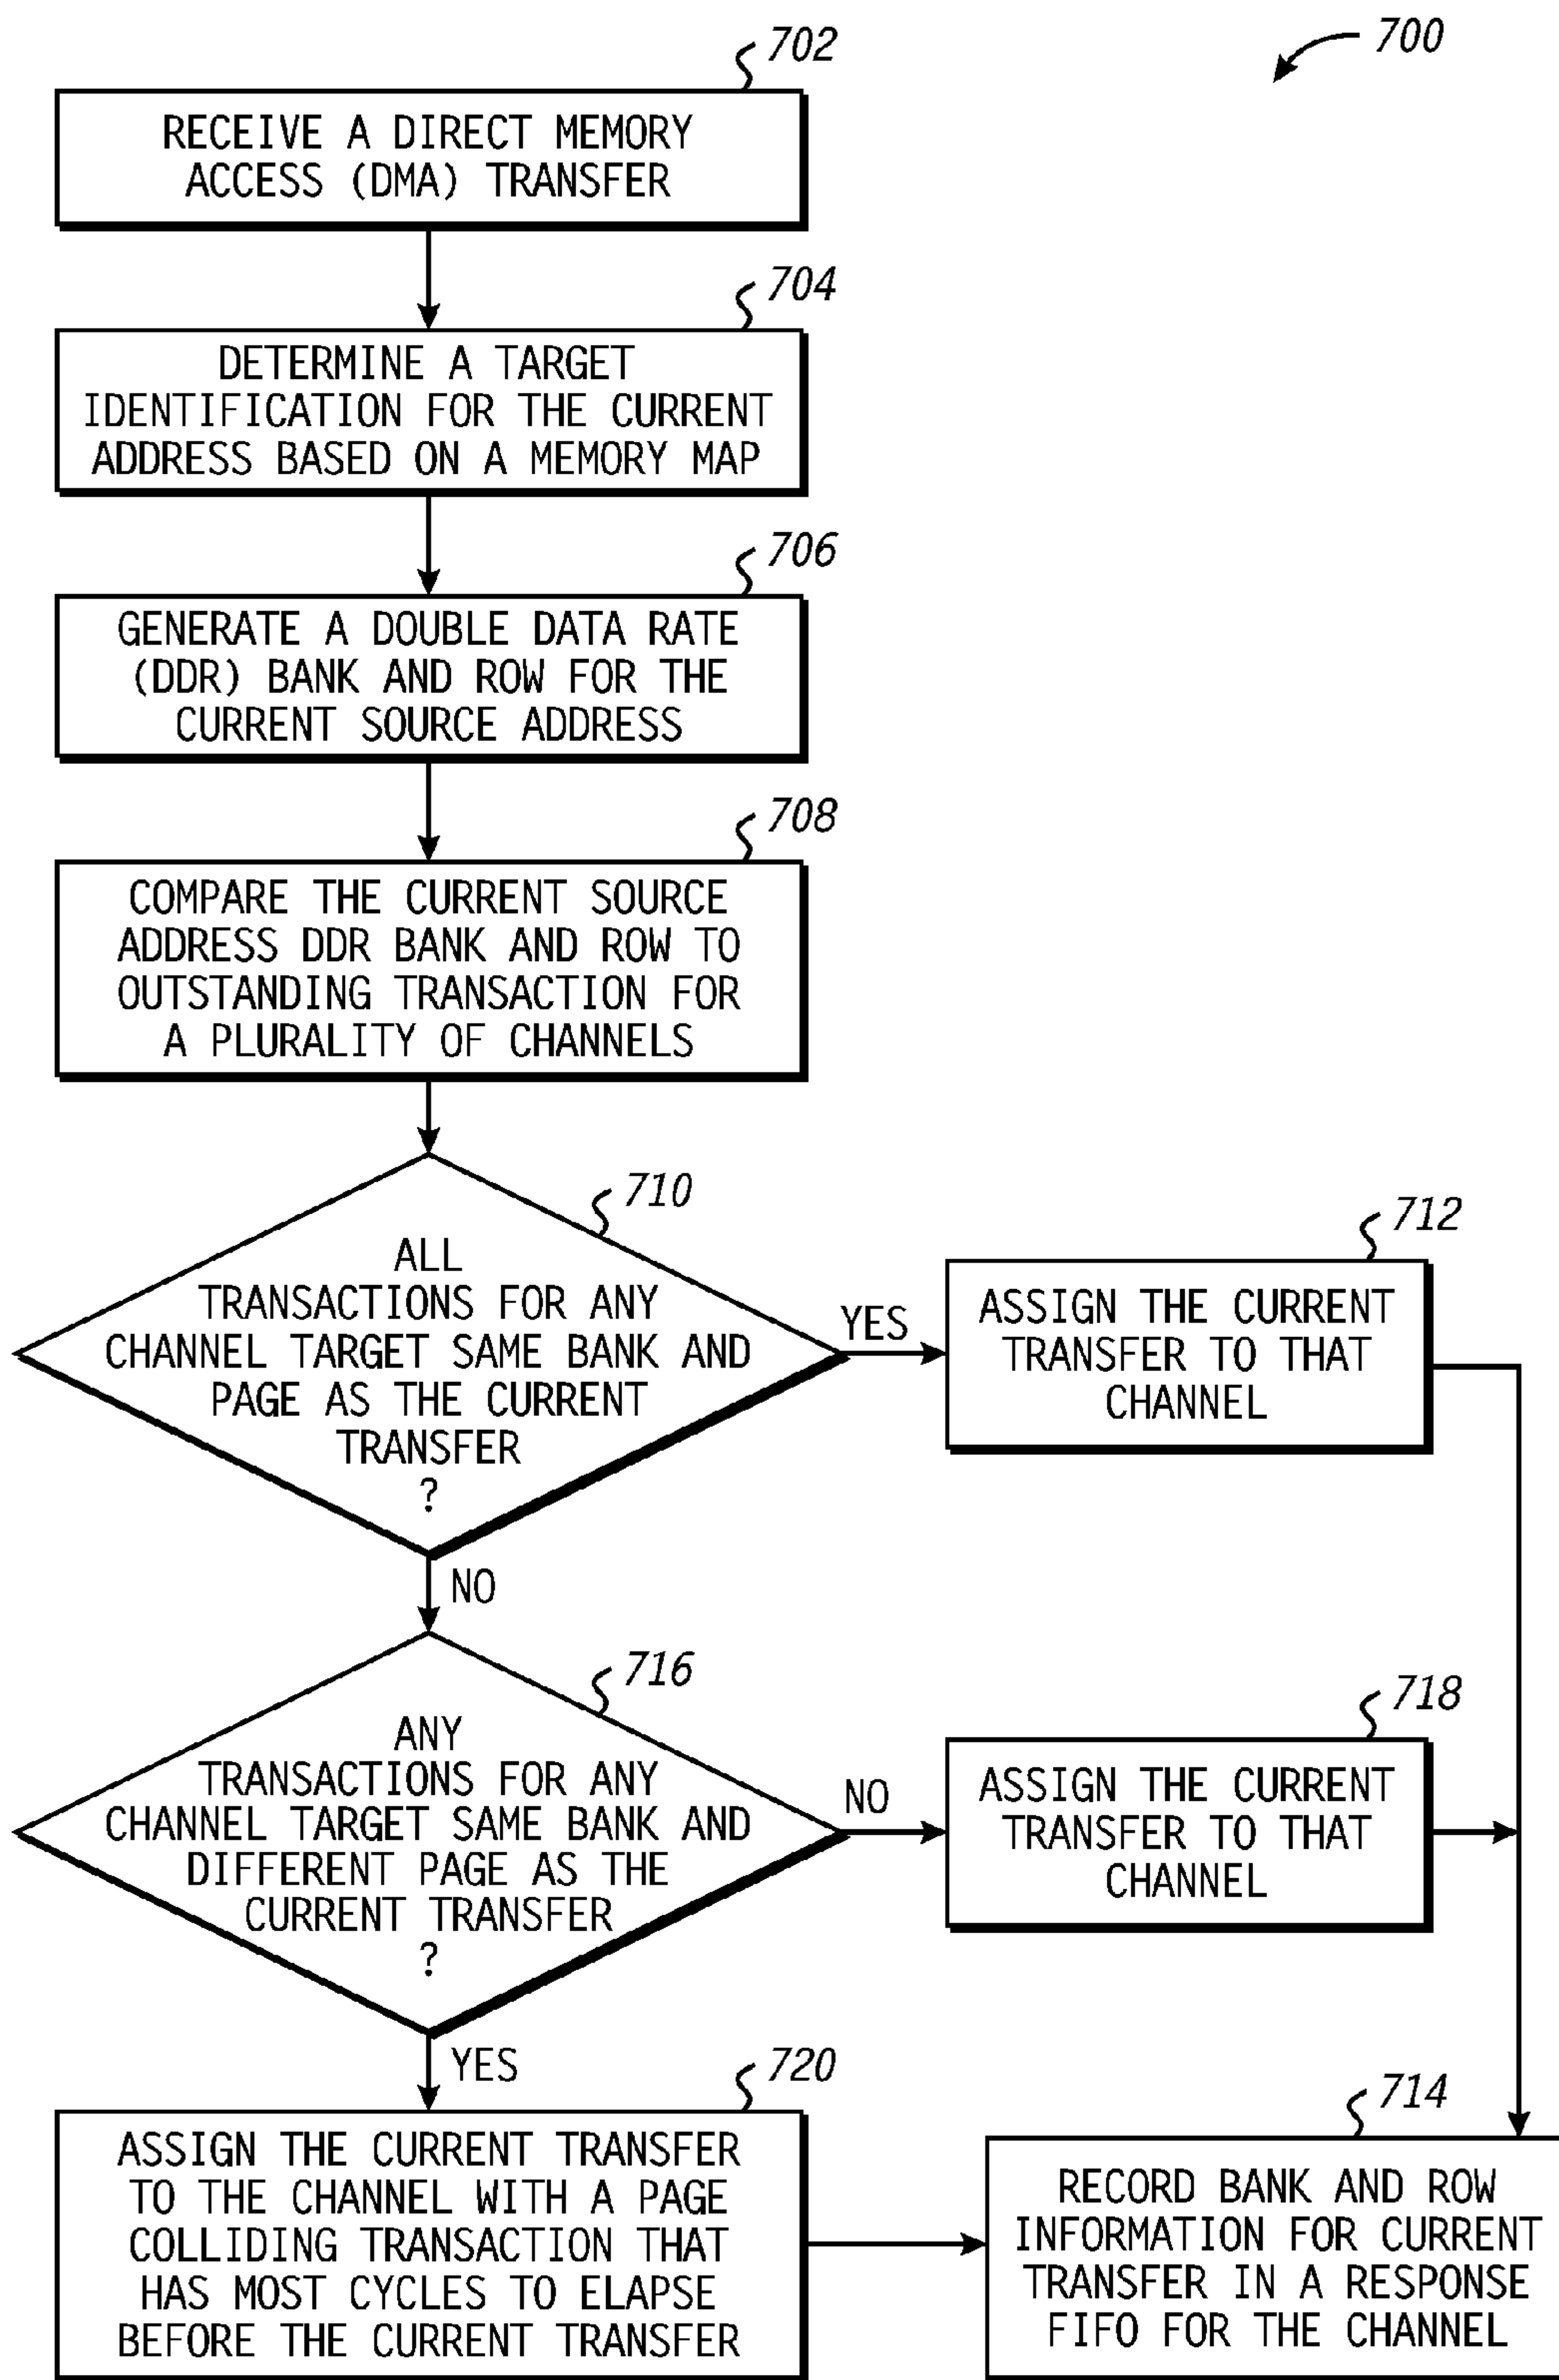 700
702
RECEIVE A DIRECT MEMORY
ACCESS (DMA) TRANSFER
704
DETERMINE A TARGET
IDENTIFICATION FOR THE CURRENT
ADDRESS BASED ON A MEMORY MAP
706
GENERATE A DOUBLE DATA RATE
(DDR) BANK AND ROW FOR THE
CURRENT SOURCE ADDRESS
708
COMPARE THE CURRENT SOURCE
ADDRESS DDR BANK AND ROW TO
OUTSTANDING TRANSACTION FOR
A PLURALITY OF CHANNELS
710
ALL
TRANSACTIONS FOR ANY
CHANNEL TARGET SAME BANK AND
PAGE AS THE CURRENT
TRANSFER
?
YES
712
ASSIGN THE CURRENT
TRANSFER TO THAT
CHANNEL
NO
716
ANY
TRANSACTIONS FOR ANY
CHANNEL TARGET SAME BANK AND
DIFFERENT PAGE AS THE
CURRENT TRANSFER
?
NO
718
ASSIGN THE CURRENT
TRANSFER TO THAT
CHANNEL
YES
720
ASSIGN THE CURRENT TRANSFER
TO THE CHANNEL WITH A PAGE
COLLIDING TRANSACTION THAT
HAS MOST CYCLES TO ELAPSE
BEFORE THE CURRENT TRANSFER
714
RECORD BANK AND ROW
INFORMATION FOR CURRENT
TRANSFER IN A RESPONSE
FIFO FOR THE CHANNEL